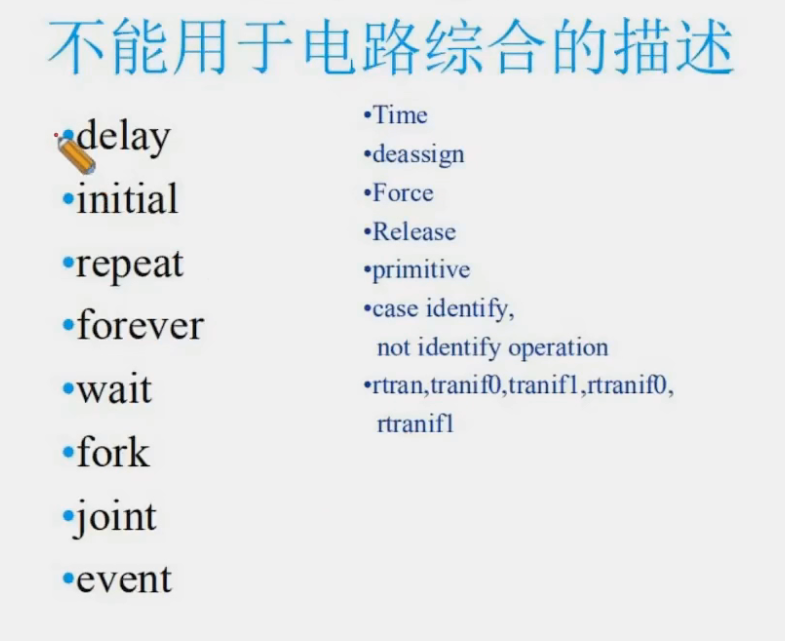 不能用于电路综合的描述
•delay
•initial
•repeat
•forever
•wait
•fork
•joint
•event
•Time
•deassign
•Force
•Release
•primitive
•case identify,
not identify operation
•rtran,tranif0,tranif1,rtranif0,
rtranif1